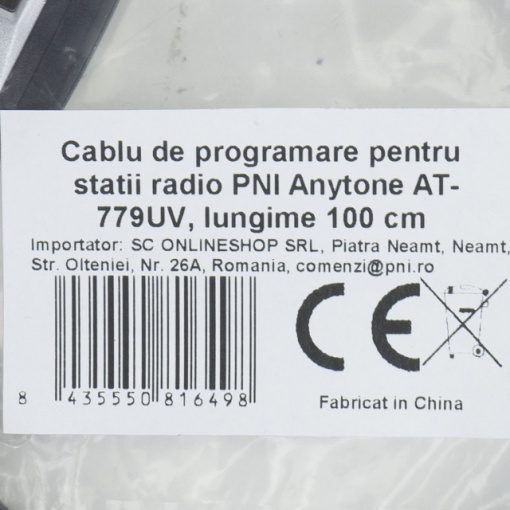 Cablu de programare pentru
statii radio PNI Anytone AT-
779UV, lungime 100 cm
Importator: SC ONLINESHOP SRL, Piatra Neamt, Neamt,
Str. Olteniei, Nr. 26A, Romania, comenzi@pni.ro
CE
8 435550 816498
Fabricat in China